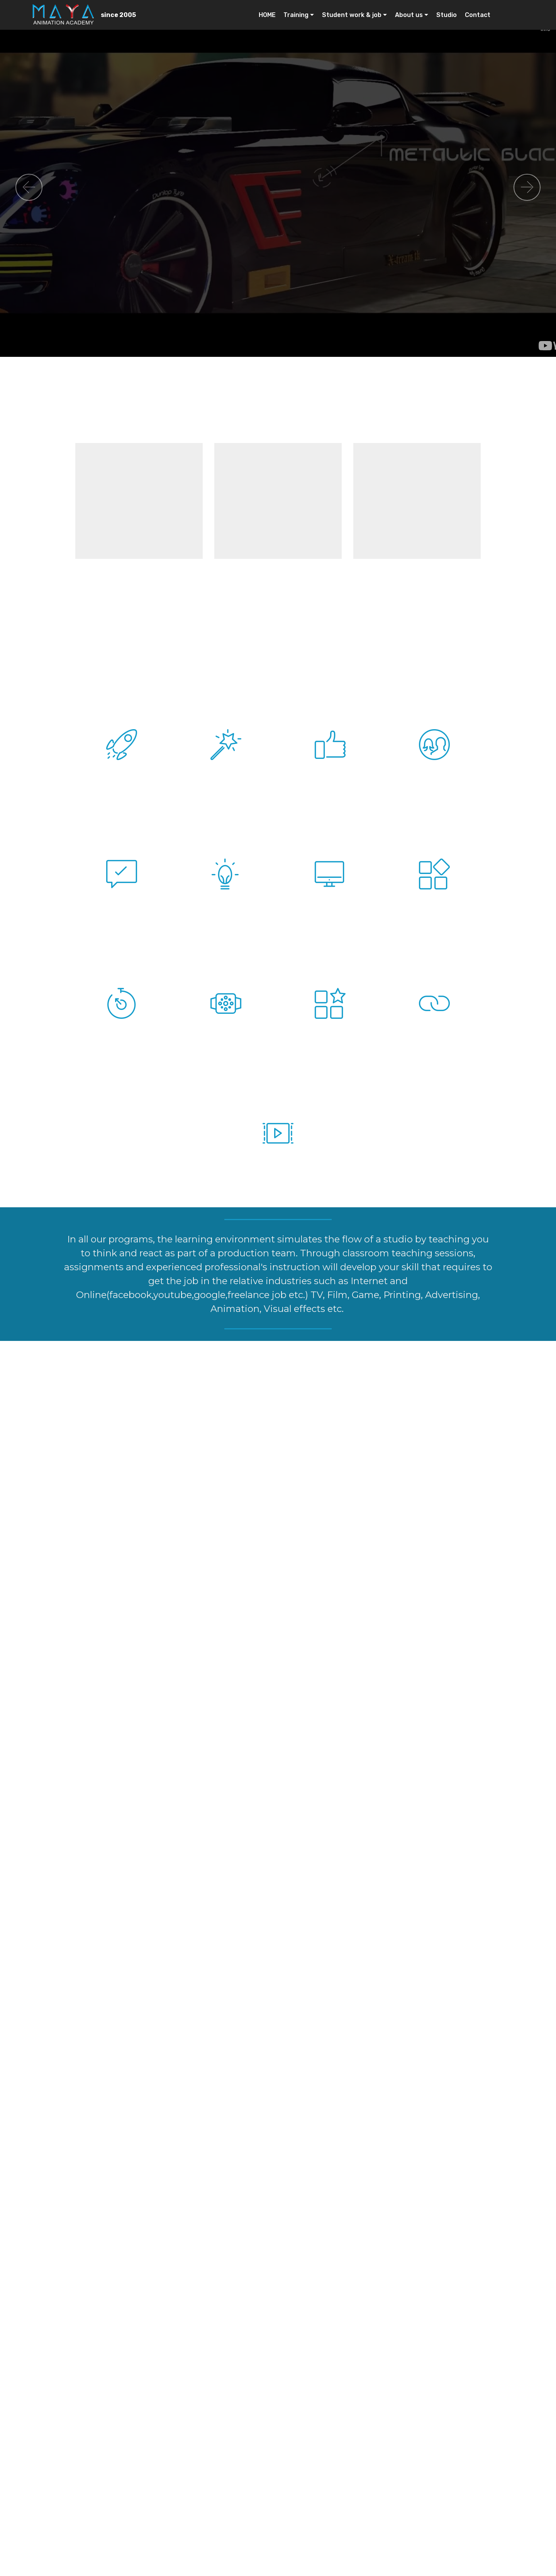 MAYA
ANIMATION ACADEMY
since 2005
HOME
Training
Student work & job
About us
Studio
Contact
METALLIC BLAC
In all our programs, the learning environment simulates the flow of a studio by teaching you
to think and react as part of a production team. Through classroom teaching sessions,
assignments and experienced professional's instruction will develop your skill that requires to
get the job in the relative industries such as Internet and
Online(facebook,youtube,google,freelance job etc.) TV, Film, Game, Printing, Advertising,
Animation, Visual effects etc.